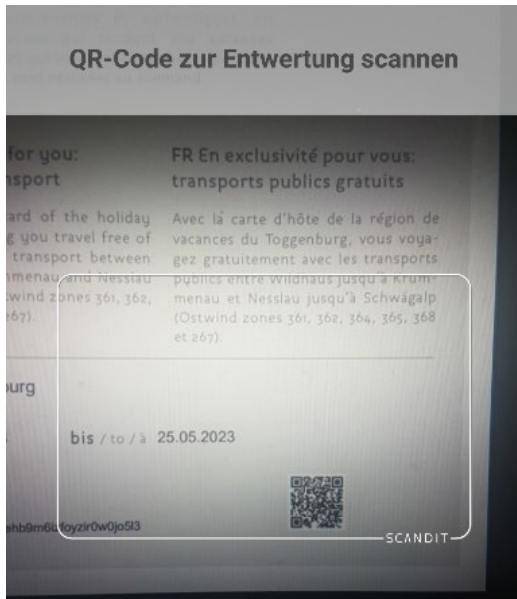 QR-Code zur Entwertung scannen
for you:
nsport
FR En exclusivité pour vous:
transports publics gratuits
ard of the holiday
g you travel free of
transport between
mmenau and Nesslau
twind zones 361, 362,
267).
Avec la carte d'hôte de la région de
vacances du Toggenburg, vous voya-
gez gratuitement avec les transports
publics entre Wildhaus jusqu'à Krum-
menau et Nesslau jusqu'à Schwägalp
(Ostwind zones 361, 362, 364, 365, 368
et 267).
burg
bis / to / à 25.05.2023
SCANDIT